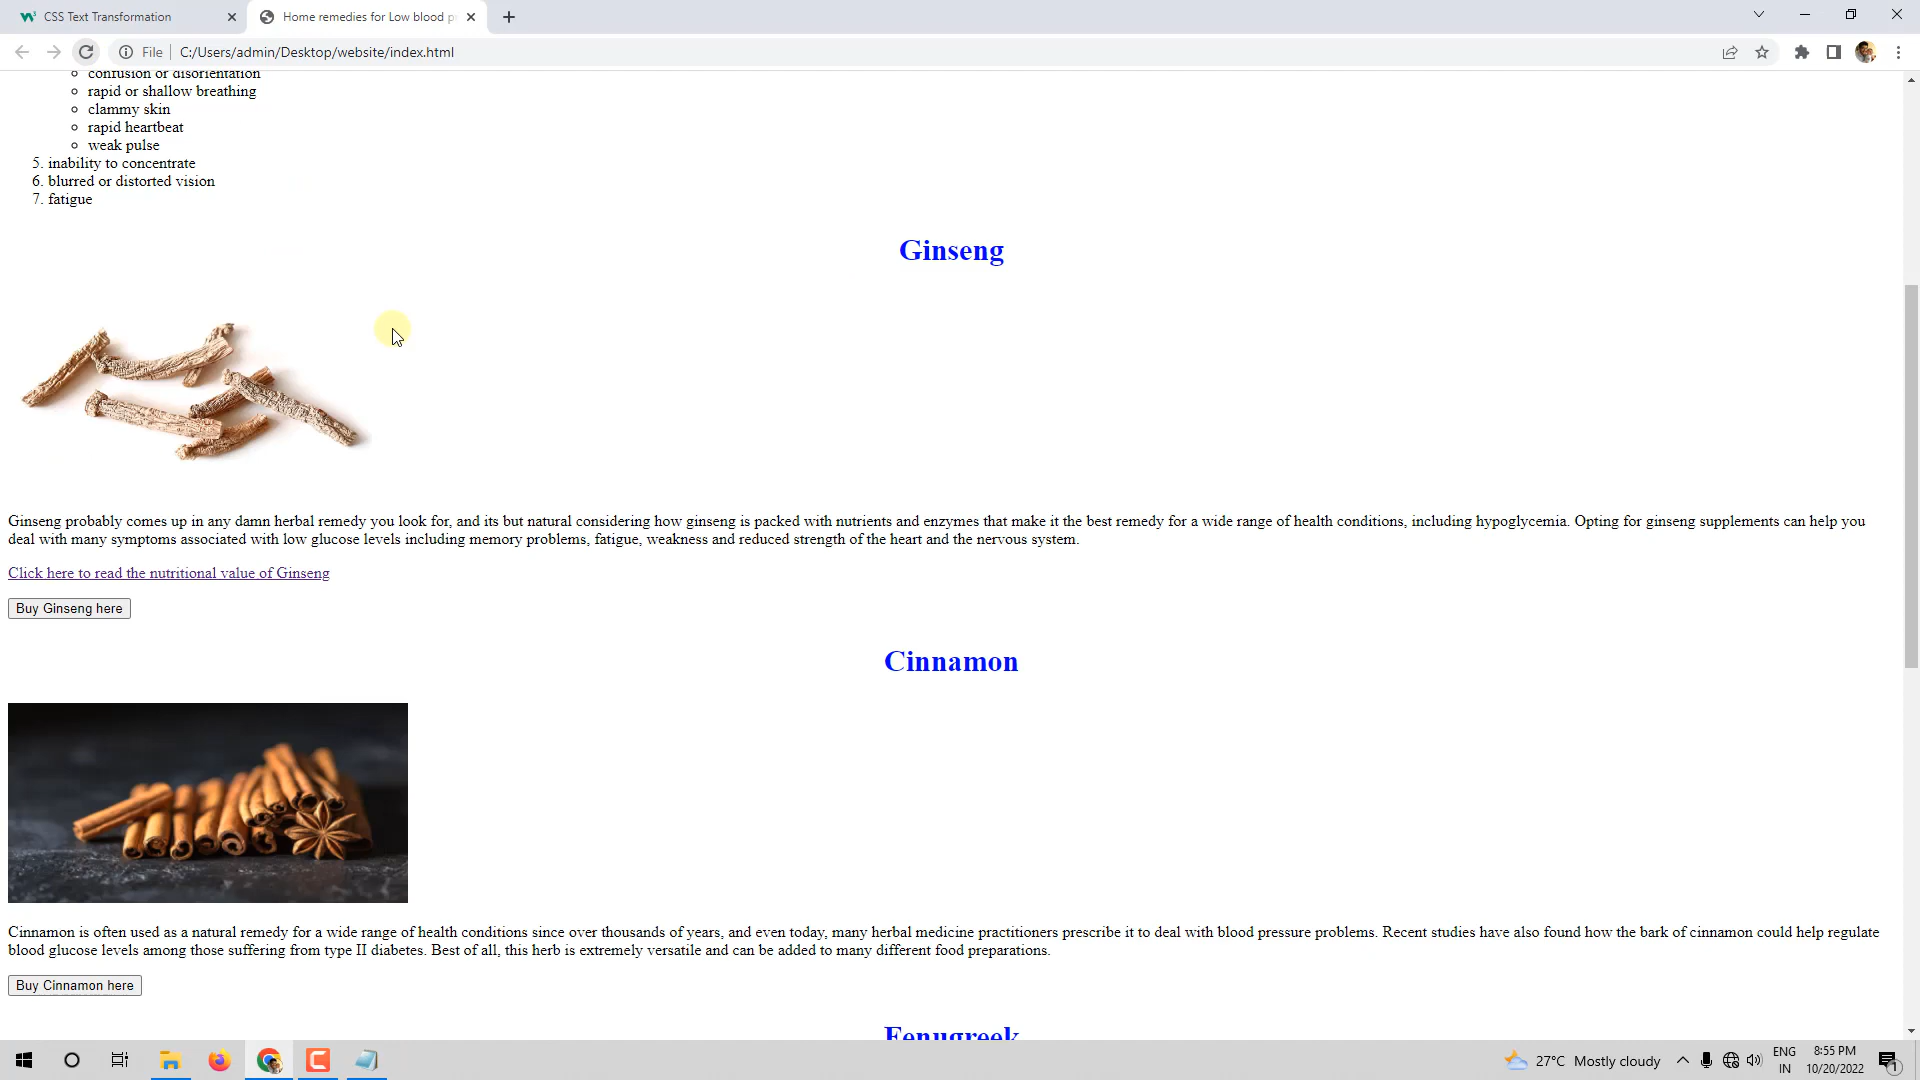 CSS Text Transformation
Home remedies for Low blood p
File
C:/Users/admin/Desktop/website/index.html
confusion or disorientation
rapid or shallow breathing
clammy skin
rapid heartbeat
weak pulse
5. inability to concentrate
6. blurred or distorted vision
7. fatigue
Ginseng
Ginseng probably comes up in any damn herbal remedy you look for, and its but natural considering how ginseng is packed with nutrients and enzymes that make it the best remedy for a wide range of health conditions, including hypoglycemia. Opting for ginseng supplements can help you
deal with many symptoms associated with low glucose levels including memory problems, fatigue, weakness and reduced strength of the heart and the nervous system.
Click here to read the nutritional value of Ginseng
Buy Ginseng here
Cinnamon
Cinnamon is often used as a natural remedy for a wide range of health conditions since over thousands of years, and even today, many herbal medicine practitioners prescribe it to deal with blood pressure problems. Recent studies have also found how the bark of cinnamon could help regulate
blood glucose levels among those suffering from type II diabetes. Best of all, this herb is extremely versatile and can be added to many different food preparations.
Buy Cinnamon here
Fenugreek
27°C Mostly cloudy
ENG
IN
8:55 PM
10/20/2022
1